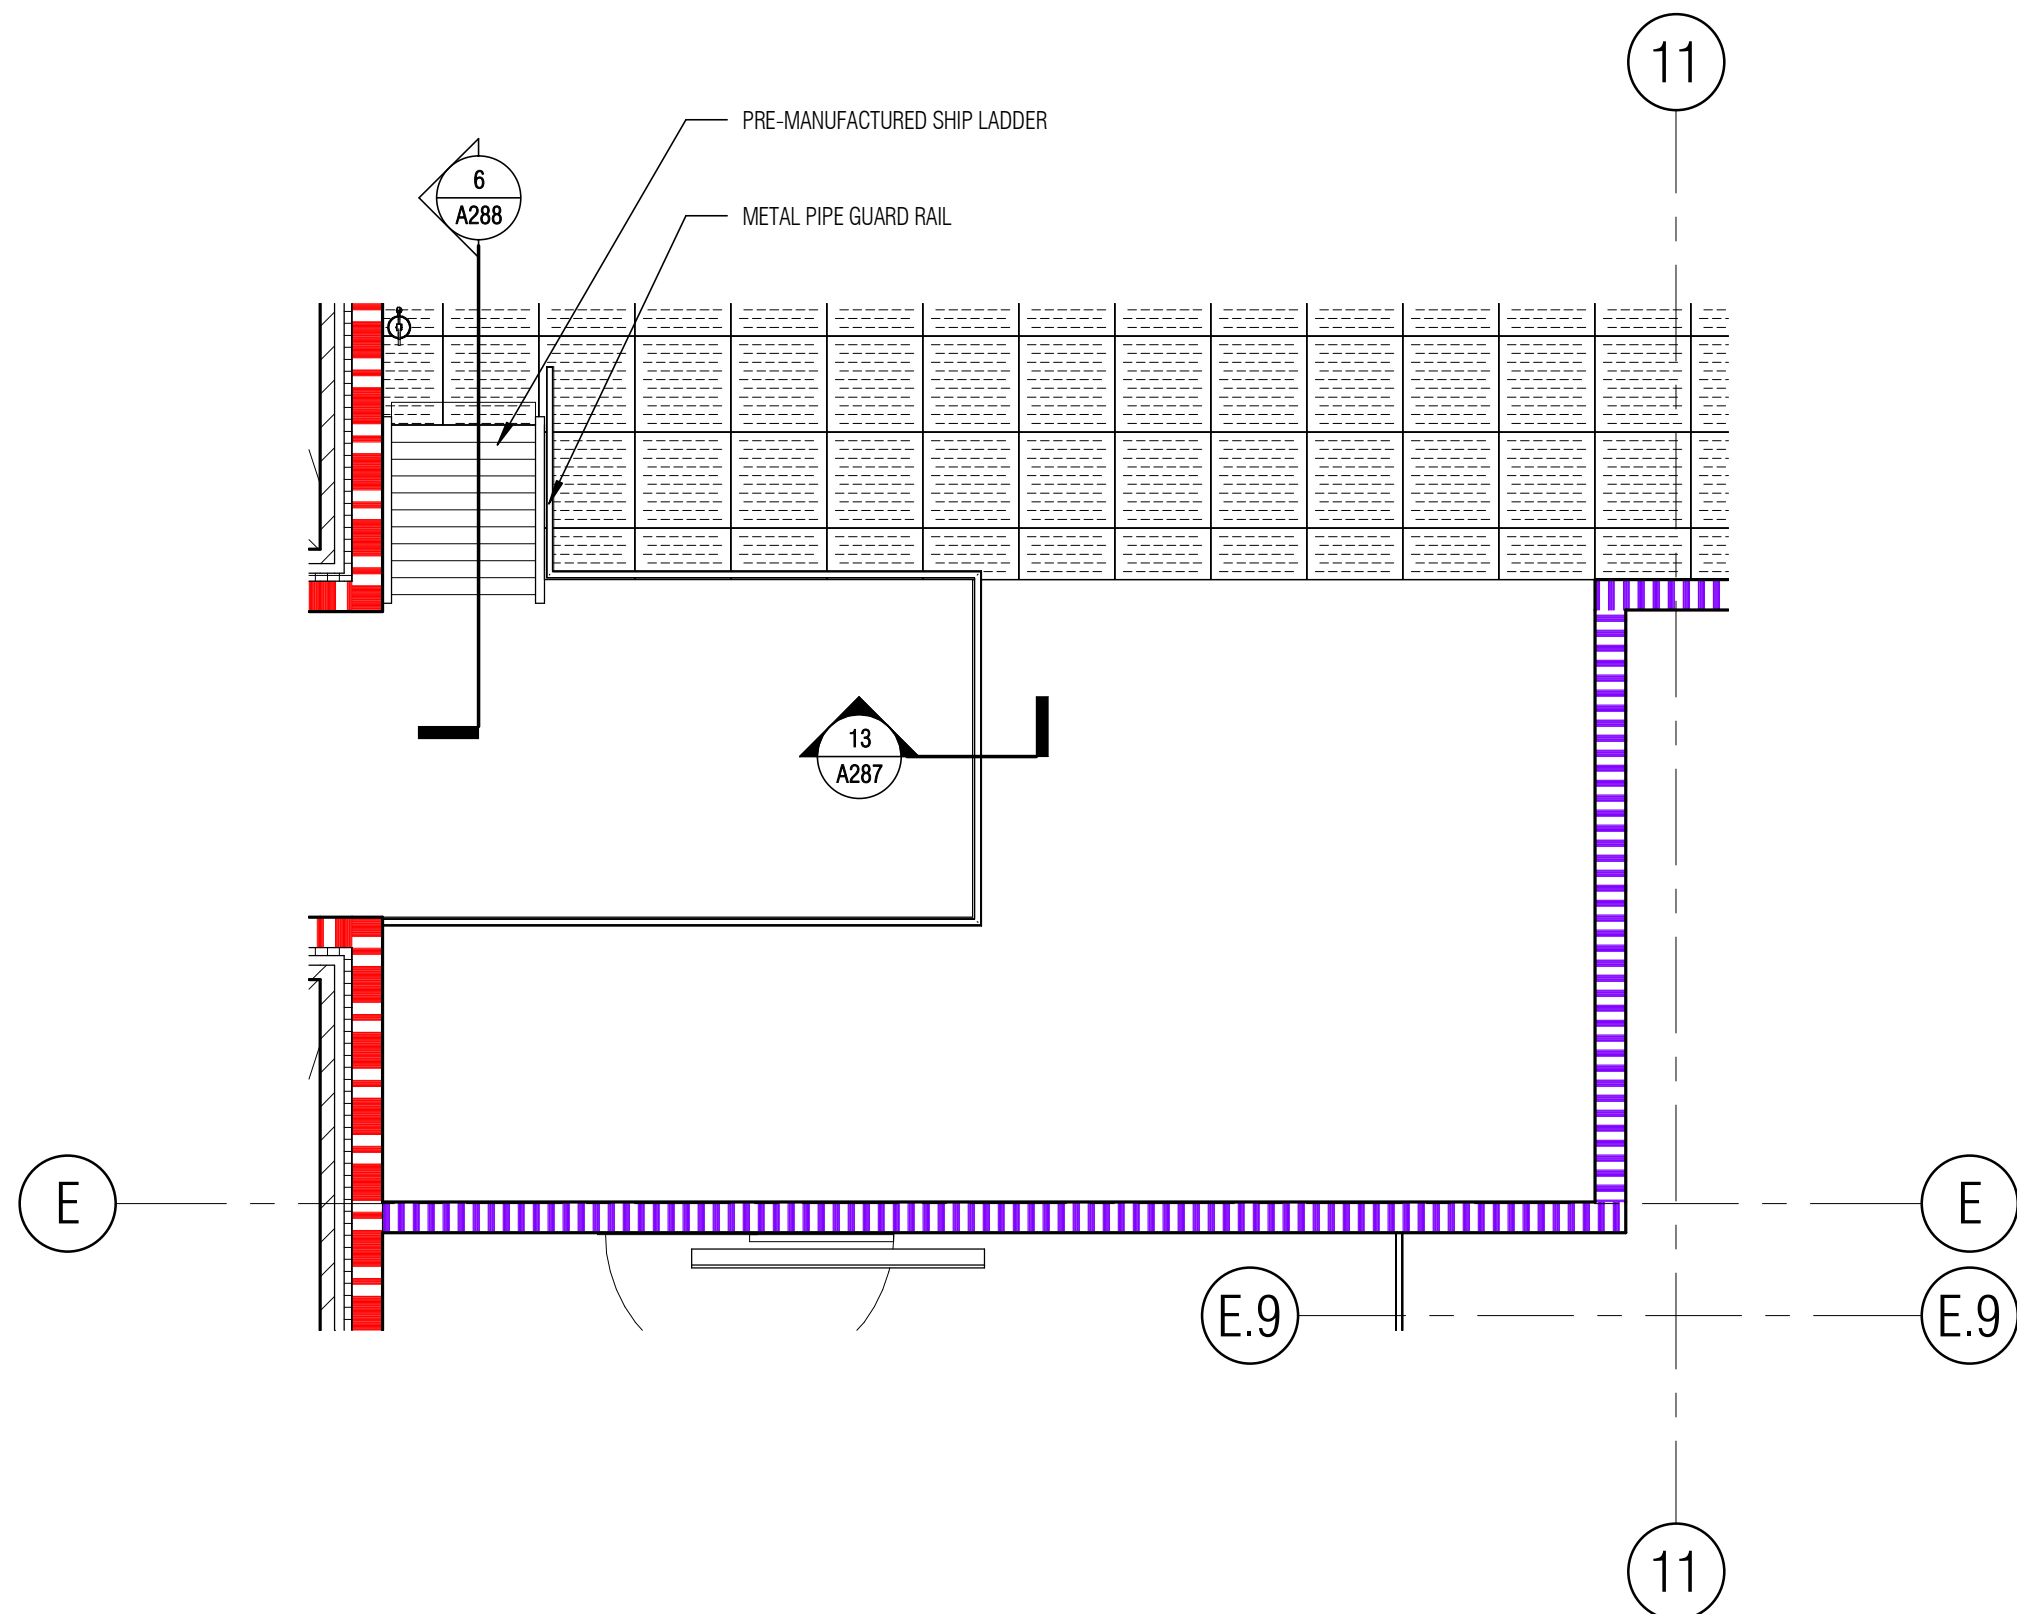 11
PRE-MANUFACTURED SHIP LADDER
6
A288
METAL PIPE GUARD RAIL
13
A287
E
E
E.9
E.9
11